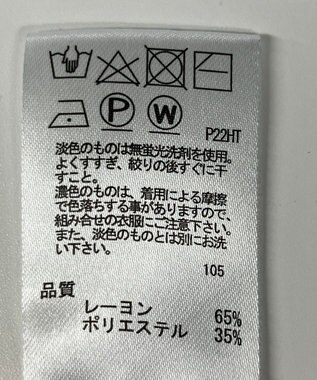 P
W
P22HT
淡色のものは無蛍光洗剤を使用。
よくすすぎ、絞りの後すぐに干
すこと。
濃色のものは、着用による摩擦
で色落ちする事がありますので、
組み合せの衣服にご注意下さい。
また、淡色のものとは別にお洗
い下さい。
105
品質
レーヨン 65%
ポリエステル 35%